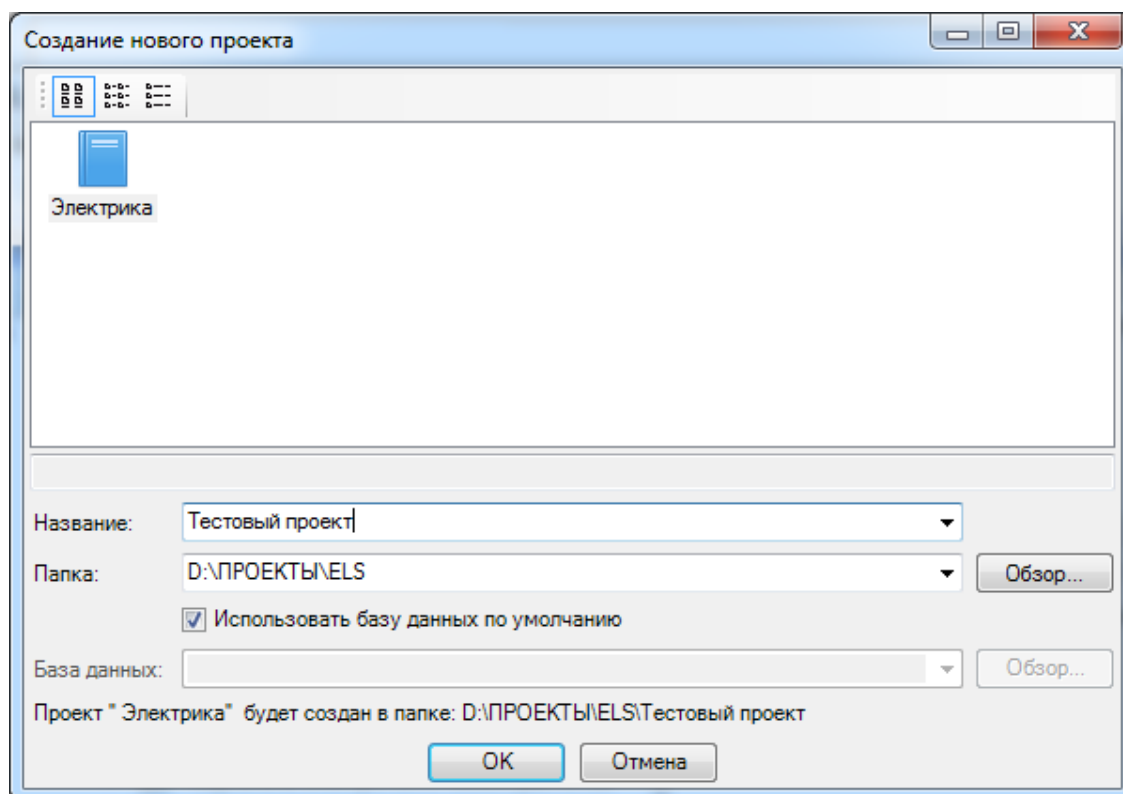 Создание нового проекта
Электрика
Название: Тестовый проект
Папка: D:\ПРОЕКТЫ\ELS Обзор...
Использовать базу данных по умолчанию
База данных: Обзор...
Проект " Электрика" будет создан в папке: D:\ПРОЕКТЫ\ELS\Тестовый проект
OK Отмена